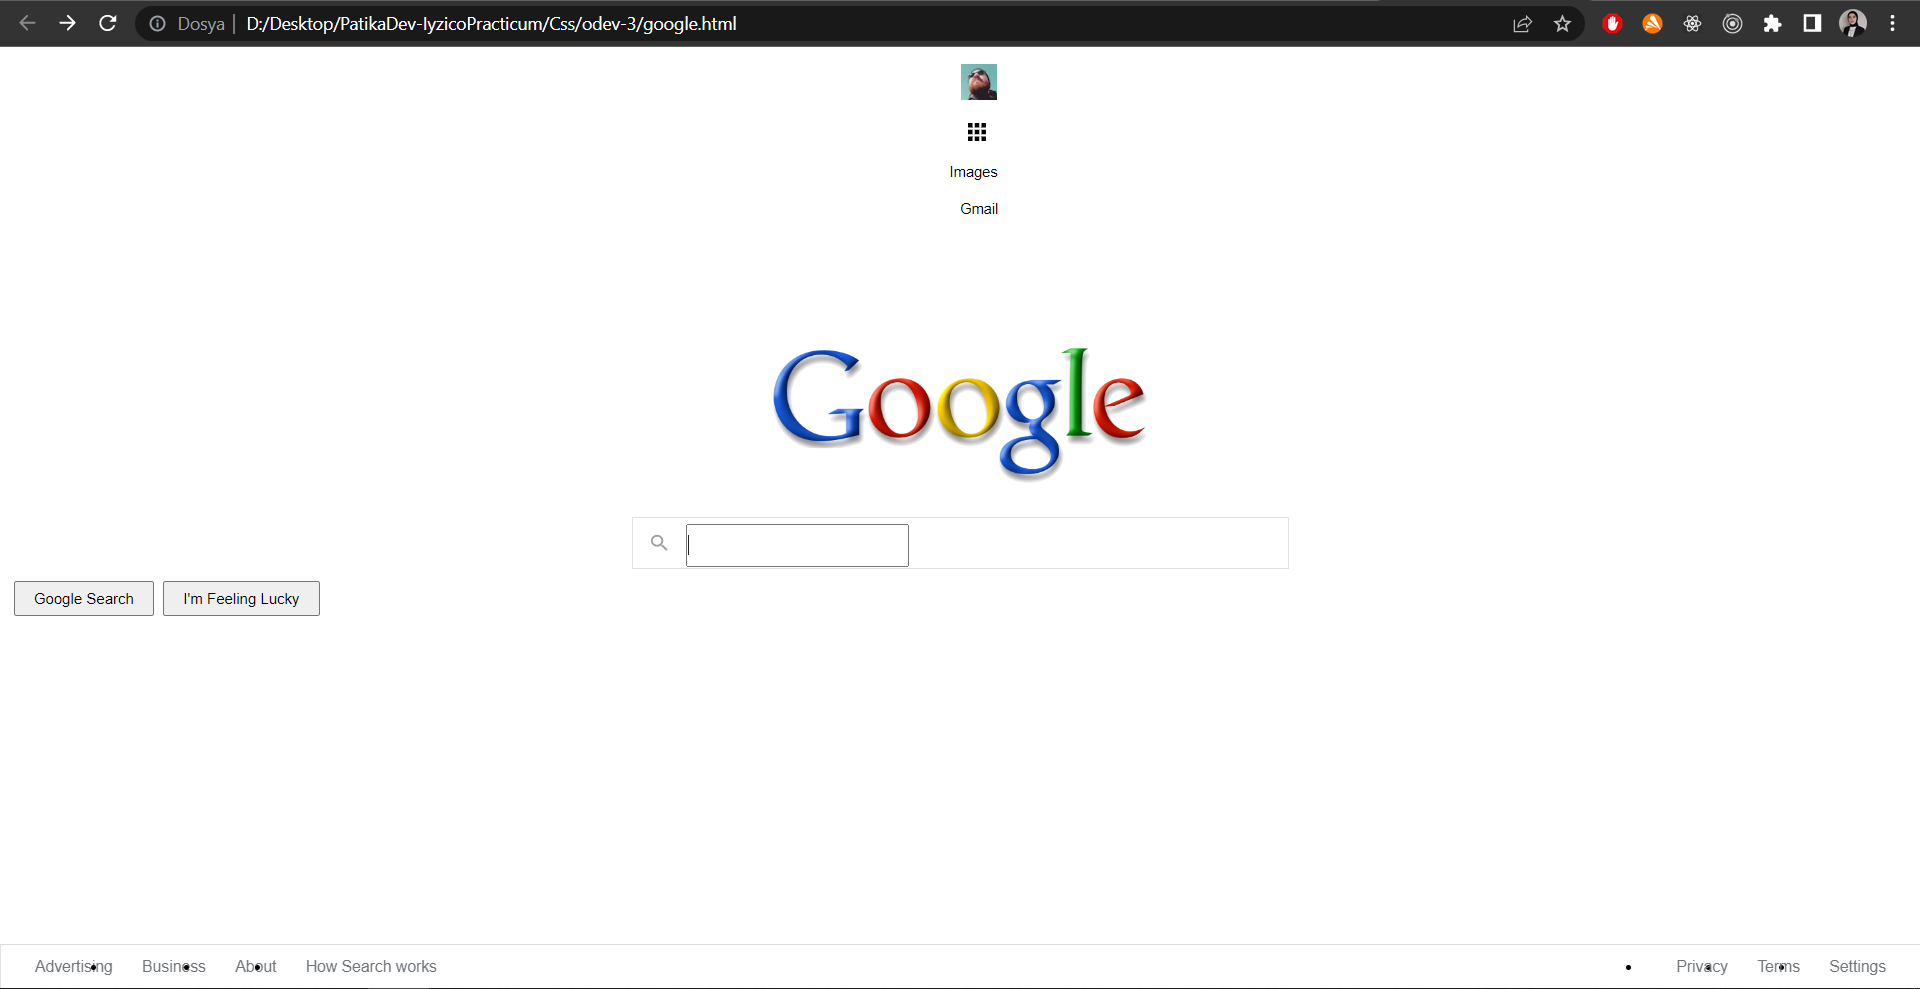 Dosya | D:/Desktop/PatikaDev-IyzicoPracticum/Css/odev-3/google.html
Images
Gmail
Google
Google Search I'm Feeling Lucky
Advertising Business About How Search works Privacy Terms Settings